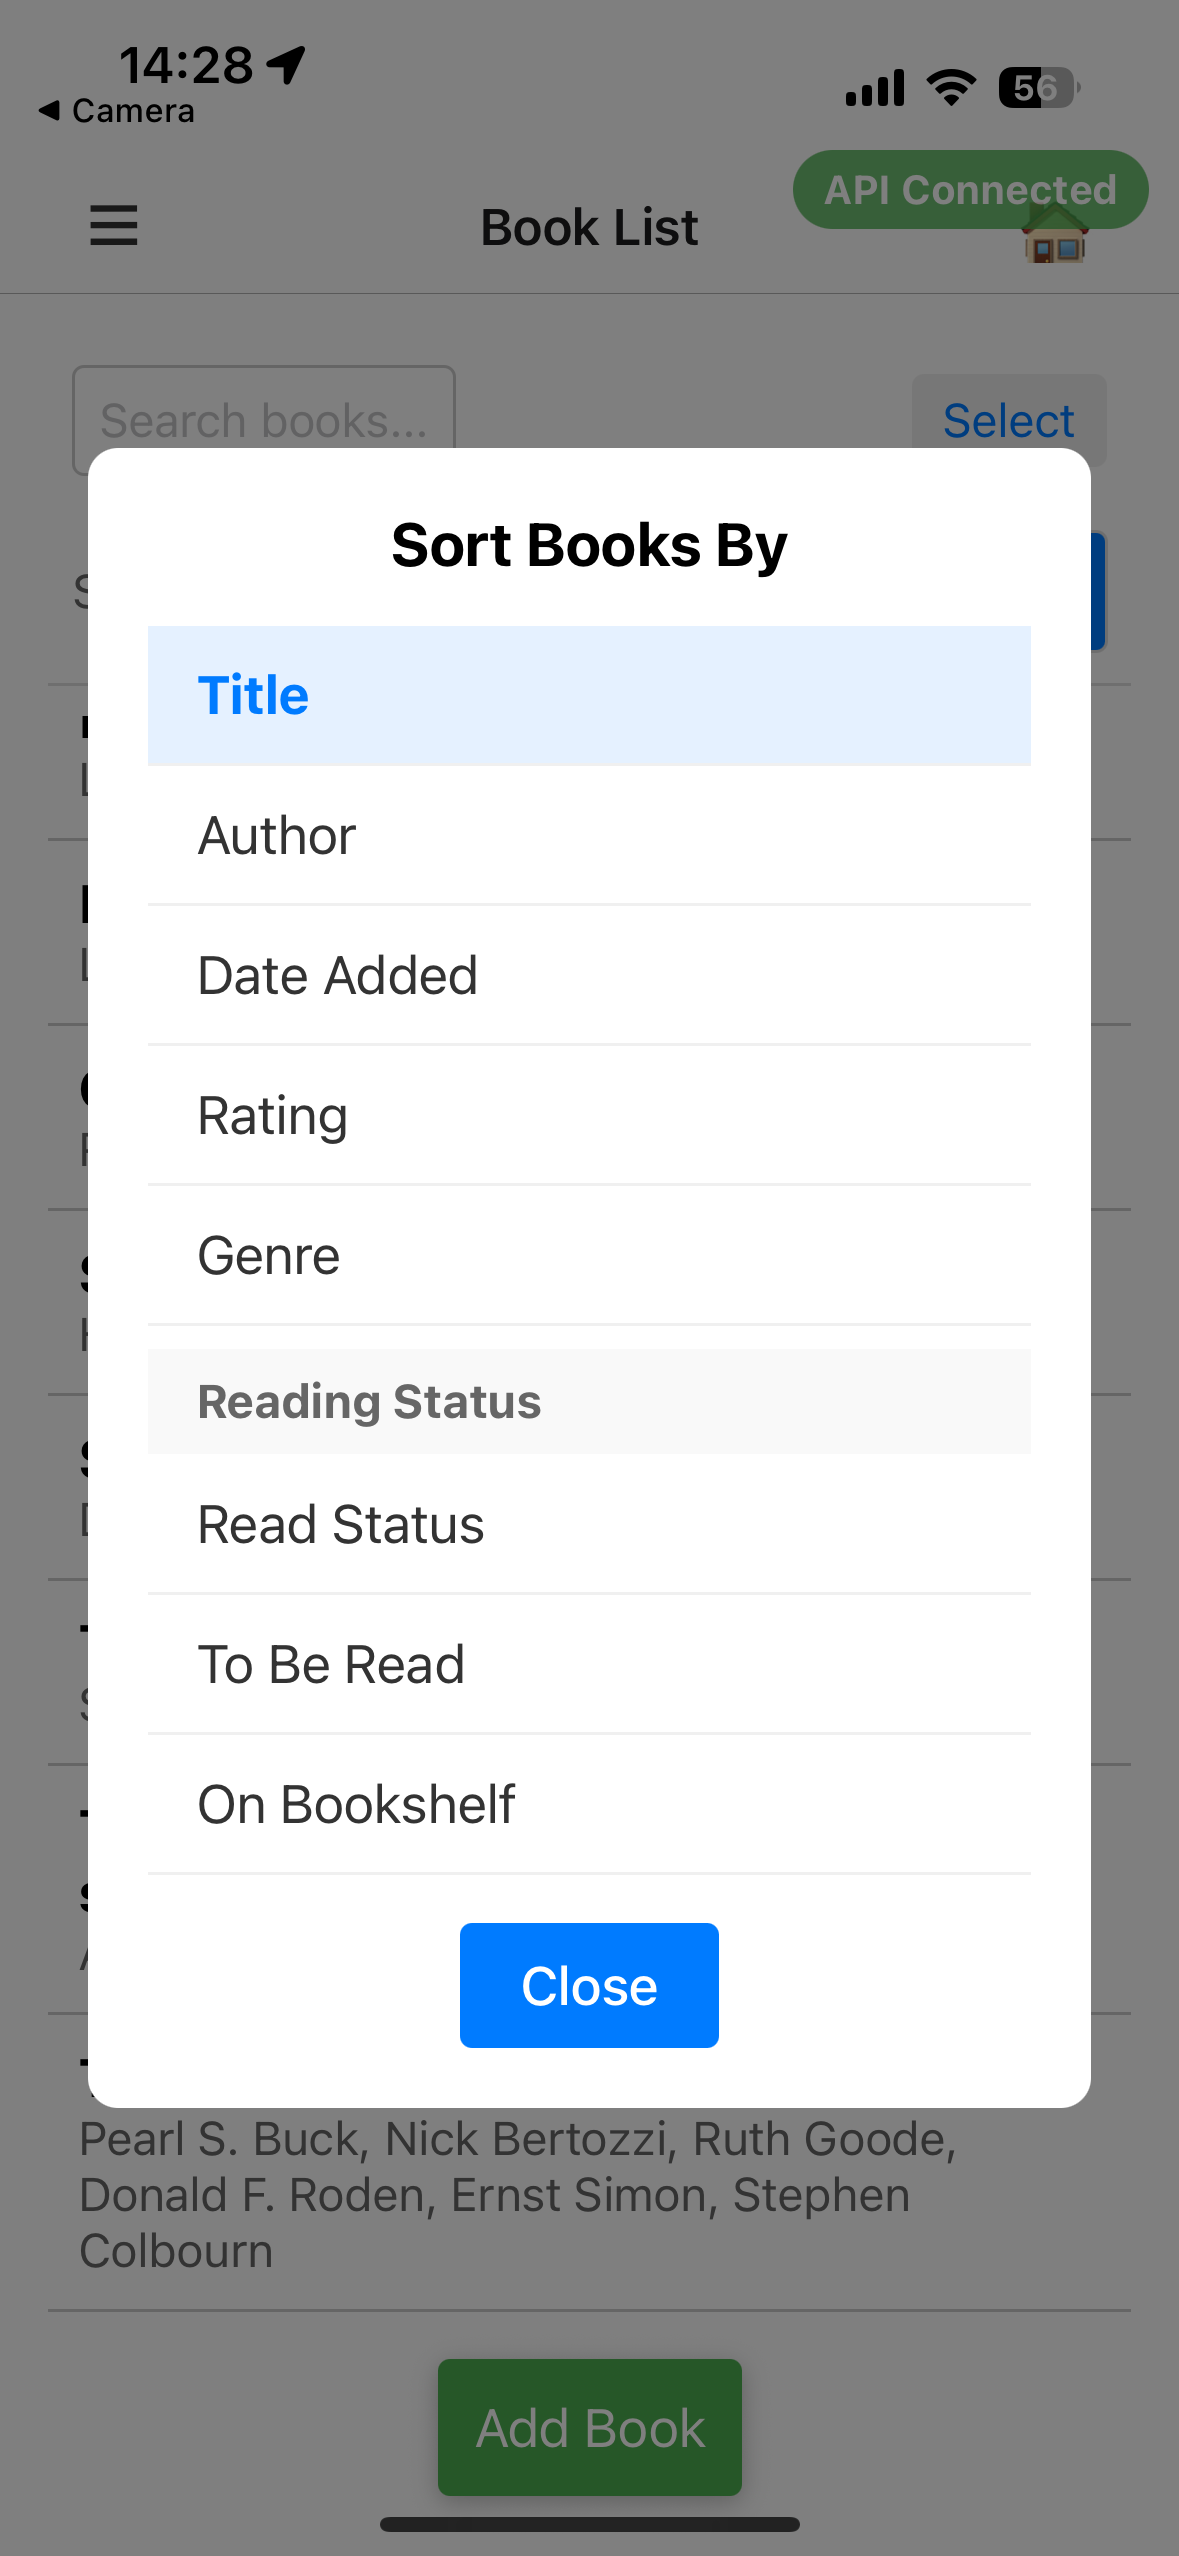 14:28
Camera
56
API Connected
Book List
Search books...
Select
Sort Books By
Title
Author
Date Added
Rating
Genre
Reading Status
Read Status
To Be Read
On Bookshelf
Close
Pearl S. Buck, Nick Bertozzi, Ruth Goode,
Donald F. Roden, Ernst Simon, Stephen
Colbourn
Add Book